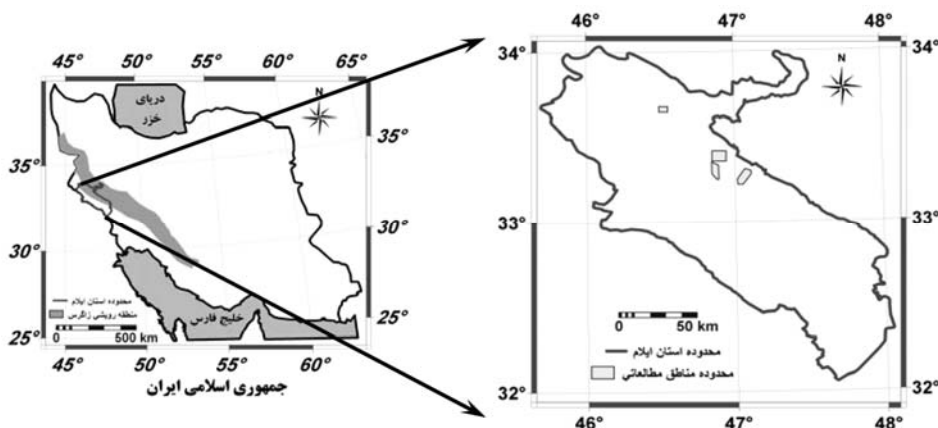 45° 50° 55° 60° 65°
دریای
خزر
N
35°
30°
25°
35°
30°
25°
خلیج فارس
محدوده استان ایلام
منطقه رویشی زاگرس
0 500 km
45° 50° 55° 60°
جمهوری اسلامی ایران
46° 47° 48°
34°
33°
32°
34°
33°
32°
N
0 50 km
محدوده استان ایلام
محدوده مناطق مطالعاتي
46° 47° 48°